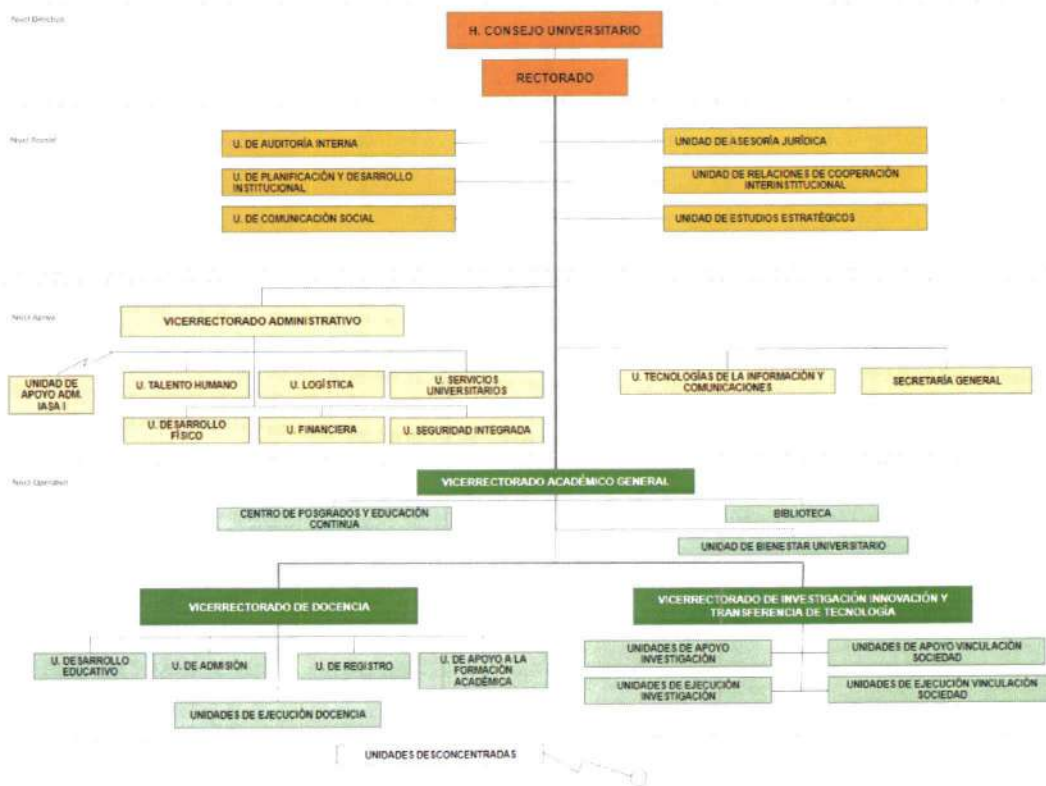 H. CONSEJO UNIVERSITARIO
RECTORADO
U. DE AUDITORÍA INTERNA
UNIDAD DE ASESORÍA JURÍDICA
U. DE PLANIFICACIÓN Y DESARROLLO
INSTITUCIONAL
UNIDAD DE RELACIONES DE COOPERACIÓN
INTERINSTITUCIONAL
U. DE COMUNICACIÓN SOCIAL
UNIDAD DE ESTUDIOS ESTRATÉGICOS
VICERRECTORADO ADMINISTRATIVO
UNIDAD DE
APOYO ADM.
IASA I
U. TALENTO HUMANO
U. LOGÍSTICA
U. SERVICIOS
UNIVERSITARIOS
U. TECNOLOGÍAS DE LA INFORMACIÓN Y
COMUNICACIONES
SECRETARÍA GENERAL
U. DESARROLLO
FÍSICO
U. FINANCIERA
U. SEGURIDAD INTEGRADA
Nivel Operativo
VICERRECTORADO ACADÉMICO GENERAL
CENTRO DE POSGRADOS Y EDUCACIÓN
CONTINUA
BIBLIOTECA
UNIDAD DE BIENESTAR UNIVERSITARIO
VICERRECTORADO DE DOCENCIA
VICERRECTORADO DE INVESTIGACIÓN INNOVACIÓN Y
TRANSFERENCIA DE TECNOLOGÍA
U. DESARROLLO
EDUCATIVO
U. DE ADMISIÓN
U. DE REGISTRO
U. DE APOYO A LA
FORMACIÓN
ACADÉMICA
UNIDADES DE APOYO
INVESTIGACIÓN
UNIDADES DE APOYO VINCULACIÓN
SOCIEDAD
UNIDADES DE EJECUCIÓN
INVESTIGACIÓN
UNIDADES DE EJECUCIÓN VINCULACIÓN
SOCIEDAD
UNIDADES DE EJECUCIÓN DOCENCIA
UNIDADES DESCONCENTRADAS